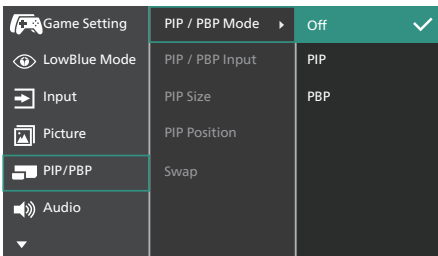 Game Setting
LowBlue Mode
Input
Picture
PIP/PBP
Audio
PIP / PBP Mode
PIP / PBP Input
PIP Size
PIP Position
Swap
Off
PIP
PBP